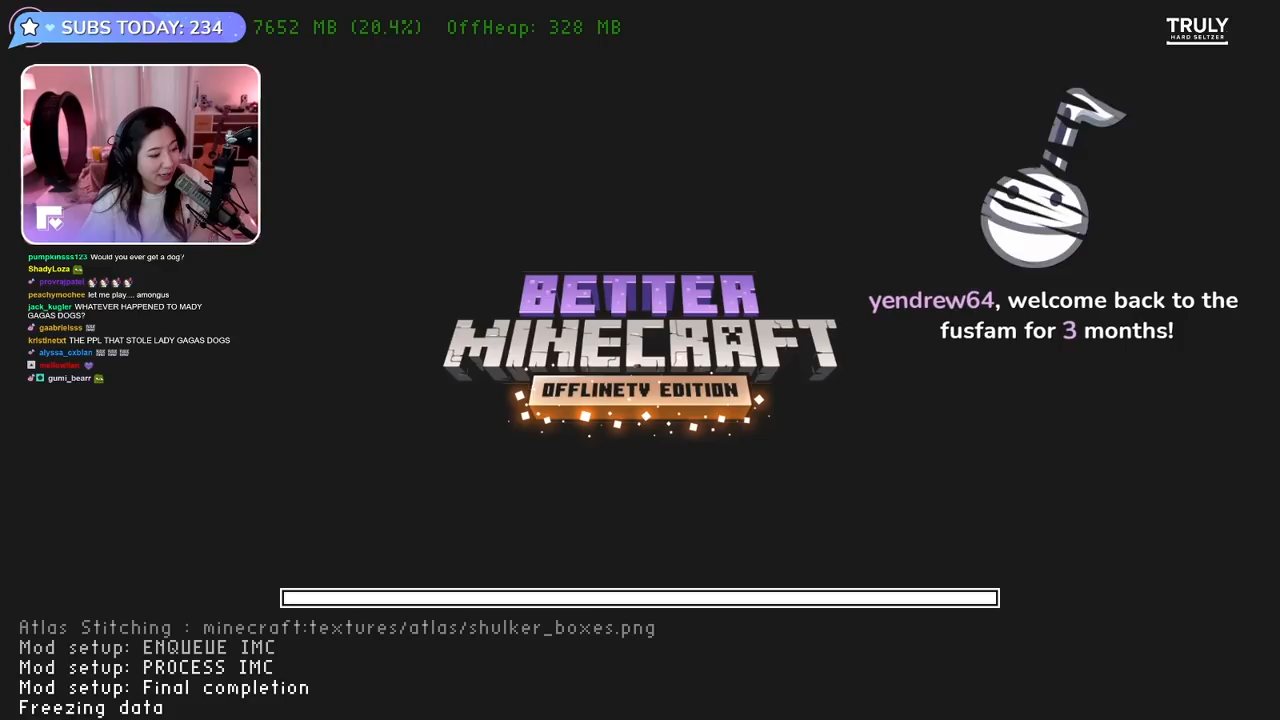 SUBS TODAY: 234
7652 MB (20.4%) OffHeap: 328 MB
TRULY
HARD SELTZER
pumpkinsss123 Would you ever get a dog?
ShadyLoza
provrajpatel
peachymochee let me play.... amongus
jack_kugler WHATEVER HAPPENED TO MADY
GAGAS DOGS?
gaabrielsss
kristinetxt THE PPL THAT STOLE LADY GAGAS DOGS
alyssa_cxbian
mellowlian
gumi_bearr
yendrew64, welcome back to the
fusfam for 3 months!
BETTER
MINECRAFT
OFFLINETV EDITION
Atlas Stitching : minecraft:textures/atlas/shulker_boxes.png
Mod setup: ENQUEUE IMC
Mod setup: PROCESS IMC
Mod setup: Final completion
Freezing data